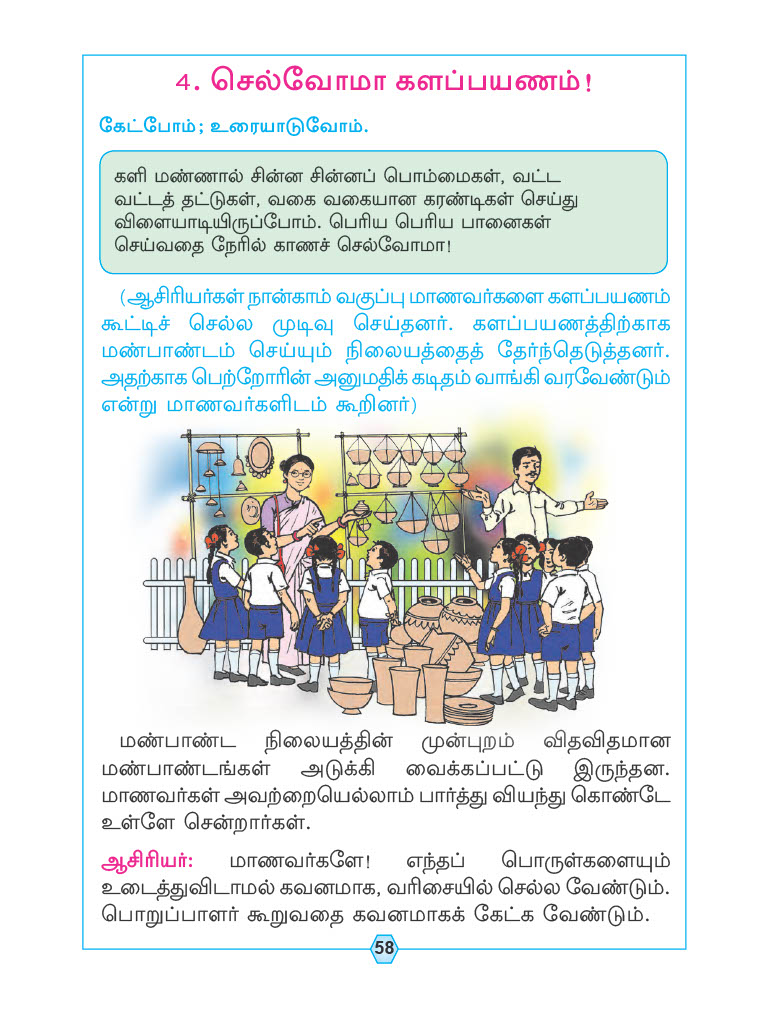 4. செல்வோமா களப்பயணம்!
கேட்போம்; உரையாடுவோம்.
களி மண்ணால் சின்ன சின்னப் பொம்மைகள், வட்ட
வட்டத் தட்டுகள், வகை வகையான கரண்டிகள் செய்து
விளையாடியிருப்போம். பெரிய பெரிய பானைகள்
செய்வதை நேரில் காணச் செல்வோமா!
(ஆசிரியர்கள் நான்காம் வகுப்பு மாணவர்களை களப்பயணம்
கூட்டிச் செல்ல முடிவு செய்தனர். களப்பயணத்திற்காக
மண்பாண்டம் செய்யும் நிலையத்தைத் தேர்ந்தெடுத்தனர்.
அதற்காக பெற்றோரின் அனுமதிக் கடிதம் வாங்கி வரவேண்டும்
என்று மாணவர்களிடம் கூறினர்)
மண்பாண்ட நிலையத்தின் முன்புறம் விதவிதமான
மண்பாண்டங்கள் அடுக்கி வைக்கப்பட்டு இருந்தன.
மாணவர்கள் அவற்றையெல்லாம் பார்த்து வியந்து கொண்டே
உள்ளே சென்றார்கள்.
ஆசிரியர்: மாணவர்களே! எந்தப் பொருள்களையும்
உடைத்துவிடாமல் கவனமாக, வரிசையில் செல்ல வேண்டும்.
பொறுப்பாளர் கூறுவதை கவனமாகக் கேட்க வேண்டும்.
58